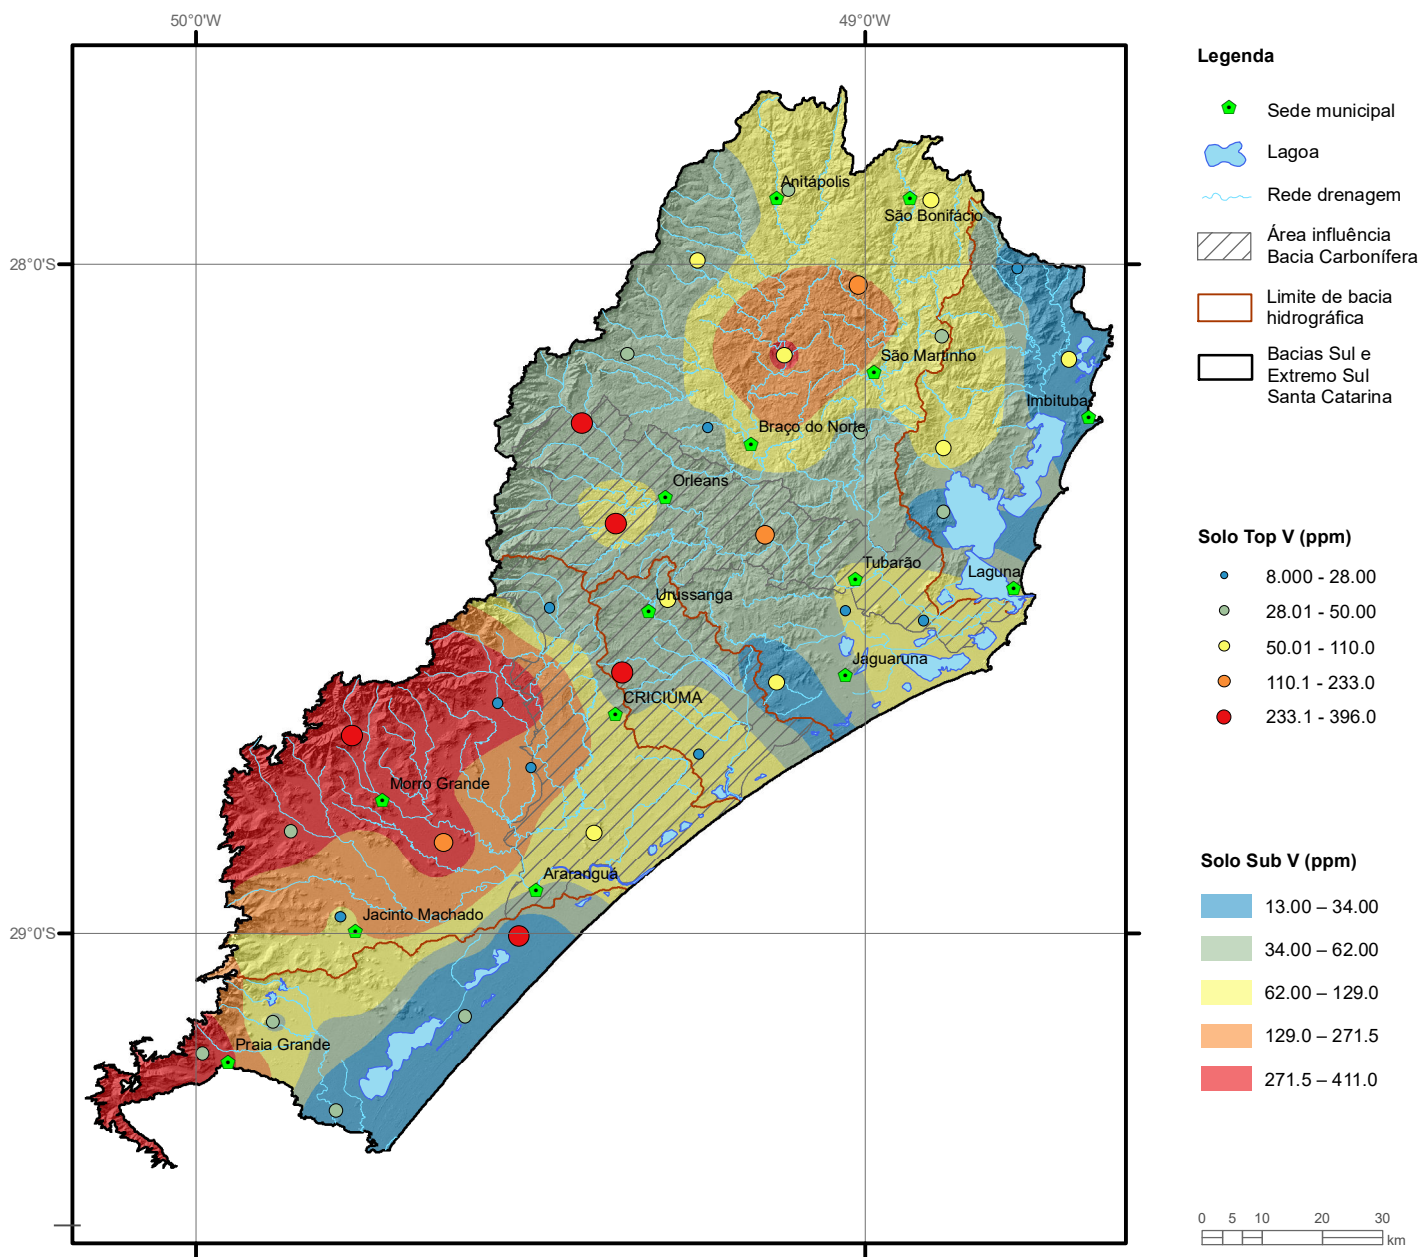 50°0'W
49°0'W
28°0'S
29°0'S
Anitápolis
São Bonifácio
São Martinho
Imbituba
Braço do Norte
Orleans
Tubarão
Laguna
Urussanga
Jaguaruna
CRICIÚMA
Morro Grande
Araranguá
Jacinto Machado
Praia Grande
Legenda
Sede municipal
Lagoa
Rede drenagem
Área influência
Bacia Carbonífera
Limite de bacia
hidrográfica
Bacias Sul e
Extremo Sul
Santa Catarina
Solo Top V (ppm)
8.000 - 28.00
28.01 - 50.00
50.01 - 110.0
110.1 - 233.0
233.1 - 396.0
Solo Sub V (ppm)
13.00 – 34.00
34.00 – 62.00
62.00 – 129.0
129.0 – 271.5
271.5 – 411.0
0 5 10 20 30
km